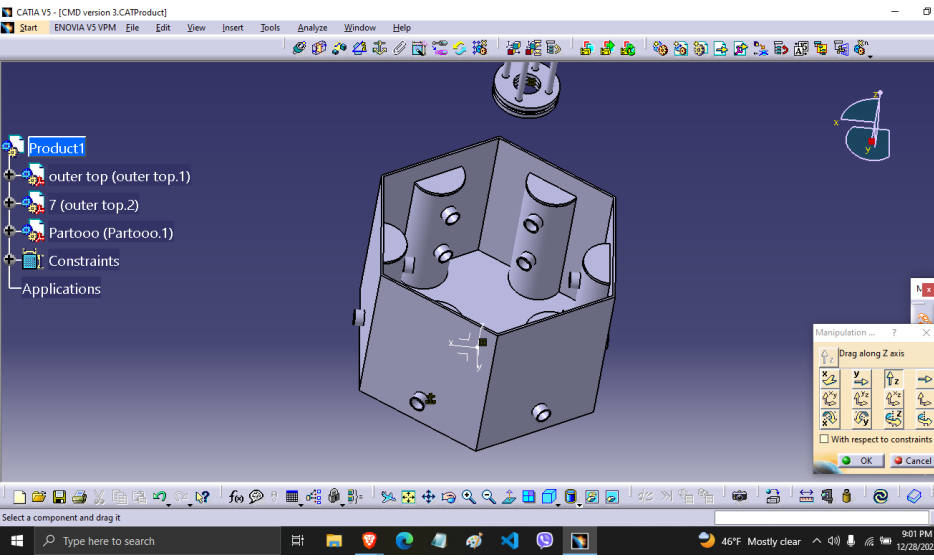 CATIA V5 - [CMD version 3.CATProduct]
Start ENOVIA V5 VPM File Edit View Insert Tools Analyze Window Help
z
x
y
Product1
outer top (outer top.1)
7 (outer top.2)
Partooo (Partooo.1)
Constraints
Applications
x
y
Manipulation ... ?
Drag along Z axis
With respect to constraints
OK Cancel
f(x)
Select a component and drag it
Type here to search
46°F Mostly clear
9:01 PM
12/28/202